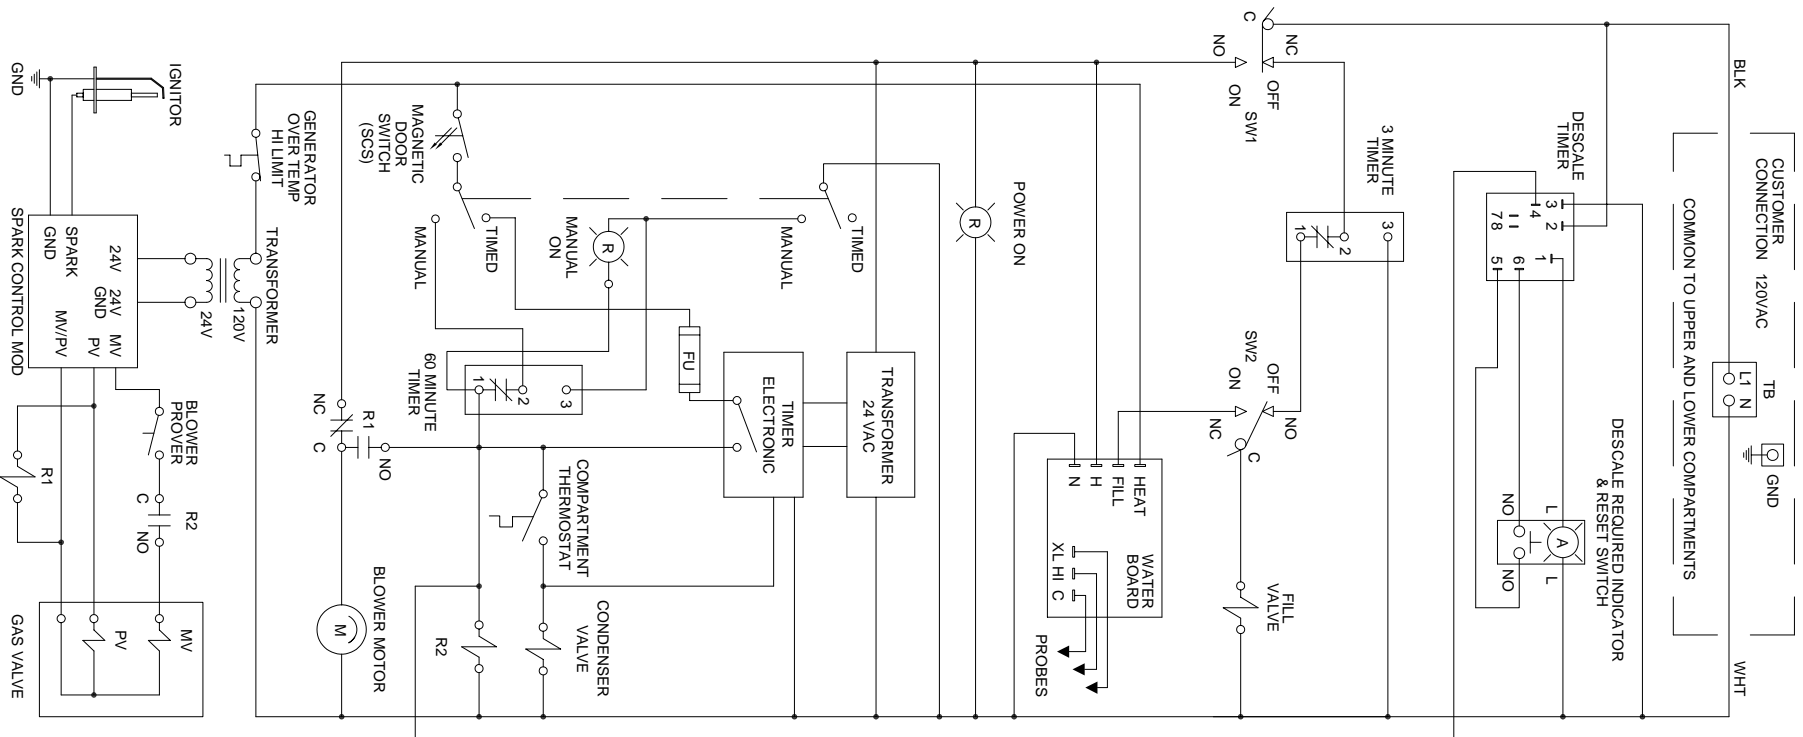 CUSTOMER
CONNECTION 120VAC
COMMON TO UPPER AND LOWER COMPARTMENTS
BLK
WHT
TB
L1
N
GND
DESCALE
TIMER
3
2
1
4
7
8
6
5
DESCALE REQUIRED INDICATOR
& RESET SWITCH
L
A
L
NO
NO
3 MINUTE
TIMER
3
2
1
C
NC
NO
OFF
ON
SW1
SW2
OFF
ON
NO
NC
C
FILL
VALVE
WATER
BOARD
HEAT
FILL
H
N
XL
HI
C
PROBES
POWER ON
R
TRANSFORMER
24 VAC
TIMER
ELECTRONIC
FU
TIMED
MANUAL
MANUAL
ON
R
TIMED
MANUAL
MAGNETIC
DOOR
SWITCH
(SCS)
60 MINUTE
TIMER
3
2
1
COMPARTMENT
THERMOSTAT
CONDENSER
VALVE
R2
R1
NC
C
NO
BLOWER MOTOR
M
GENERATOR
OVER TEMP
HI LIMIT
TRANSFORMER
120V
24V
IGNITOR
GND
SPARK CONTROL MOD
24V
24V
GND
MV
SPARK
GND
MV/PV
PV
BLOWER
PROVER
R2
C
NO
R1
MV
PV
GAS VALVE